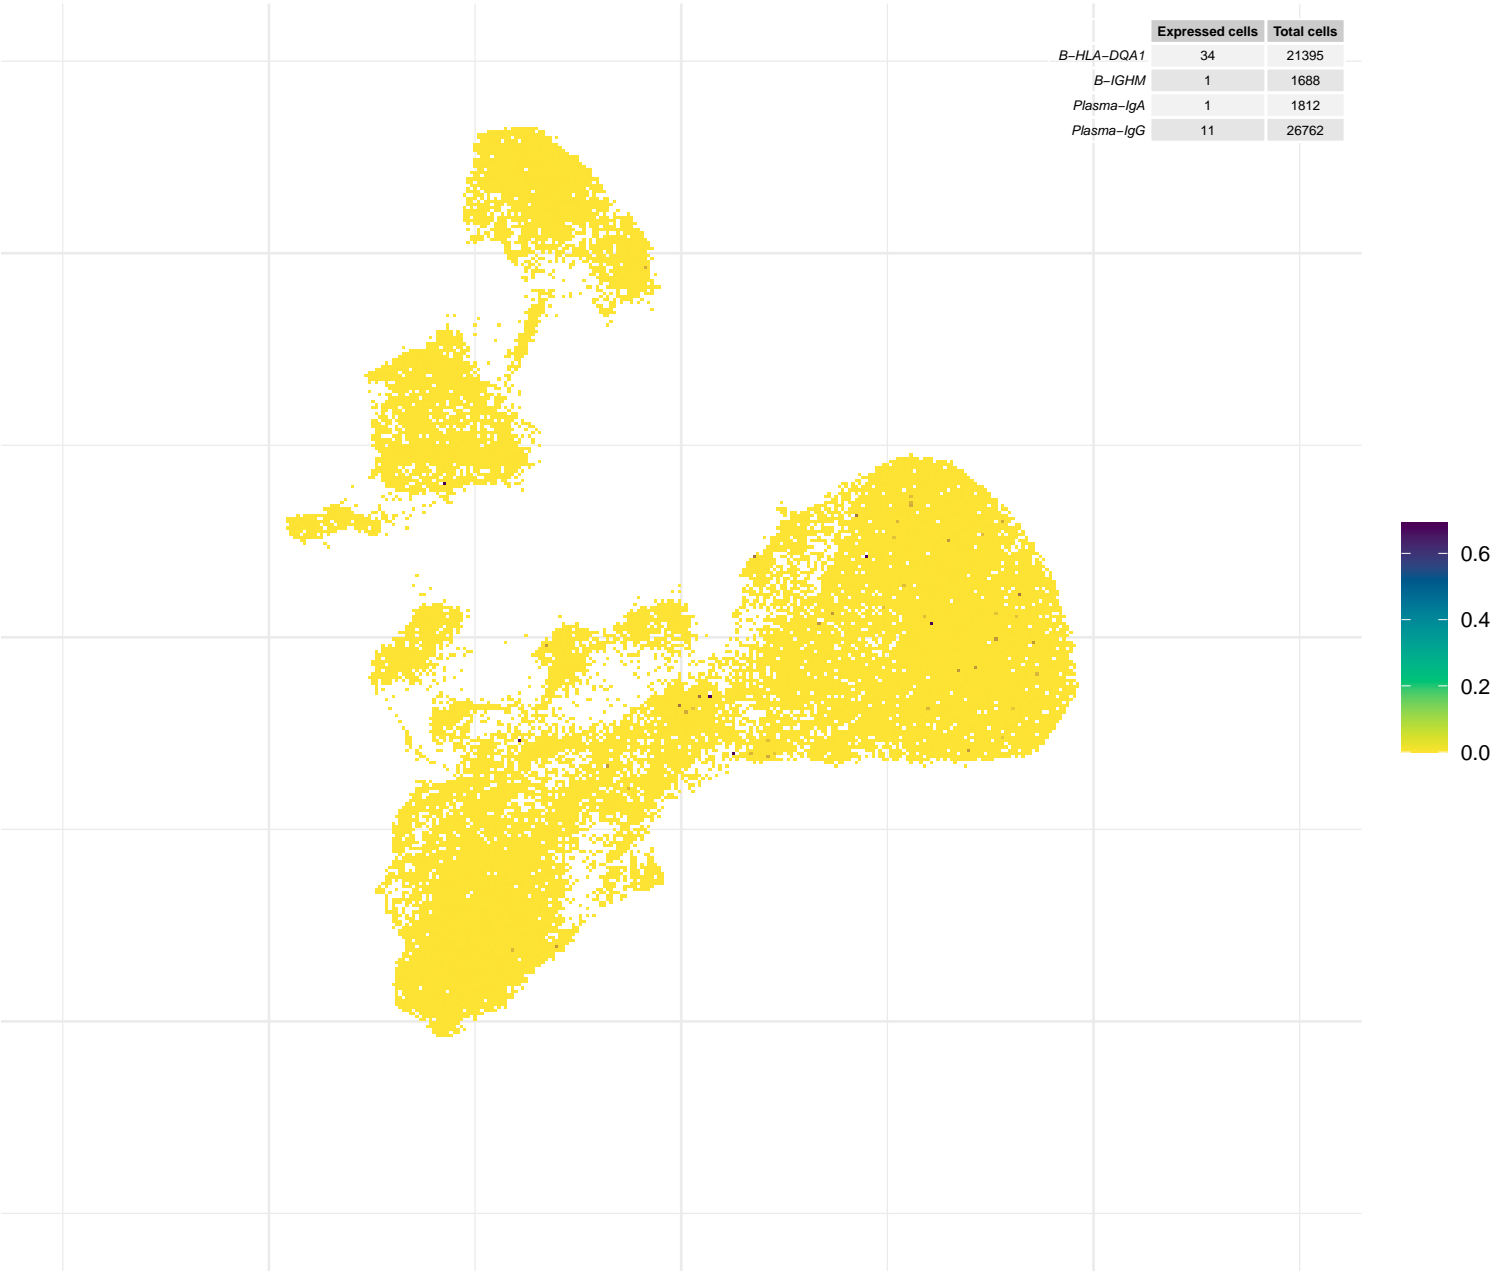 Expressed cells Total cells
B−HLA−DQA1 34 21395
B−IGHM 1 1688
Plasma−IgA 1 1812
Plasma−IgG 11 26762
0.6
0.4
0.2
0.0